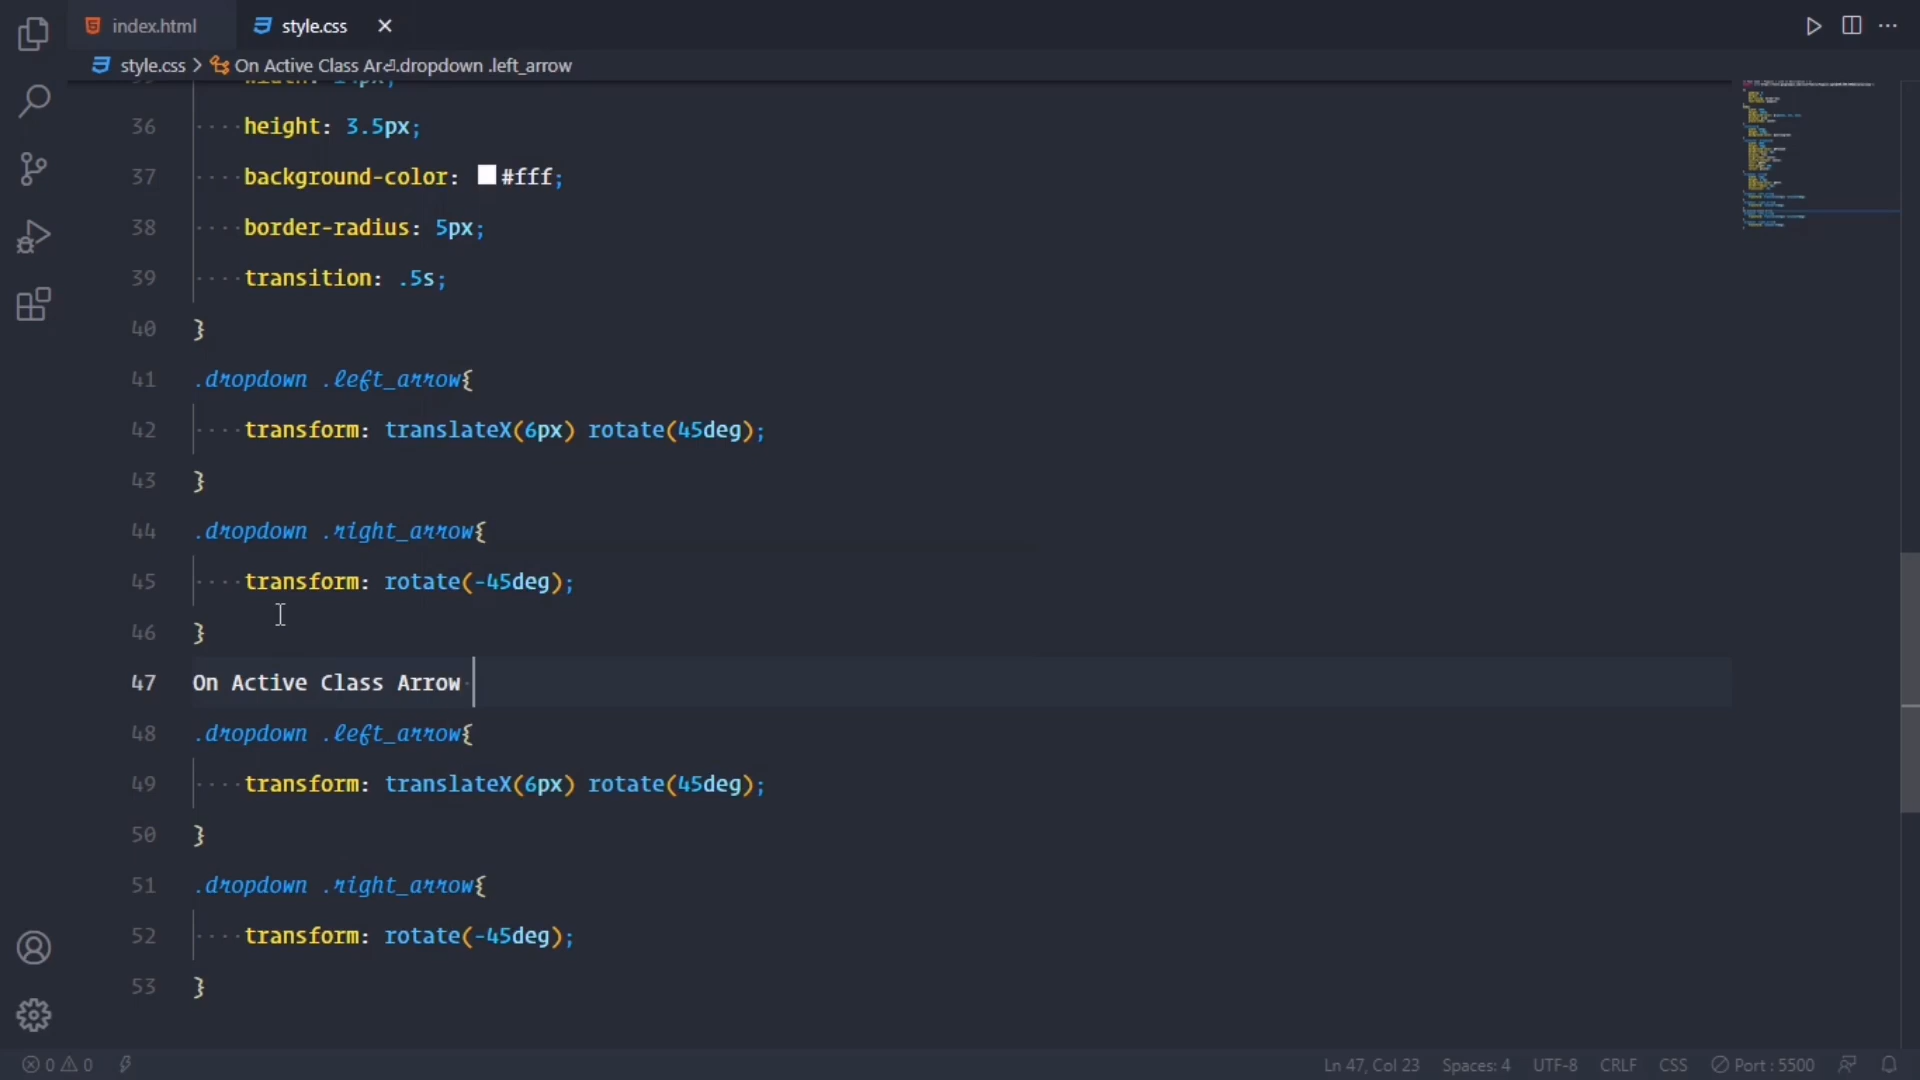 index.html
style.css
style.css > On Active Class Ar⏎.dropdown .left_arrow
36 height: 3.5px;
37 background-color: #fff;
38 border-radius: 5px;
39 transition: .5s;
40 }
41 .dropdown .left_arrow{
42 transform: translateX(6px) rotate(45deg);
43 }
44 .dropdown .right_arrow{
45 transform: rotate(-45deg);
46 }
47 On Active Class Arrow
48 .dropdown .left_arrow{
49 transform: translateX(6px) rotate(45deg);
50 }
51 .dropdown .right_arrow{
52 transform: rotate(-45deg);
53 }
0 0 Ln 47, Col 23 Spaces: 4 UTF-8 CRLF CSS Port : 5500